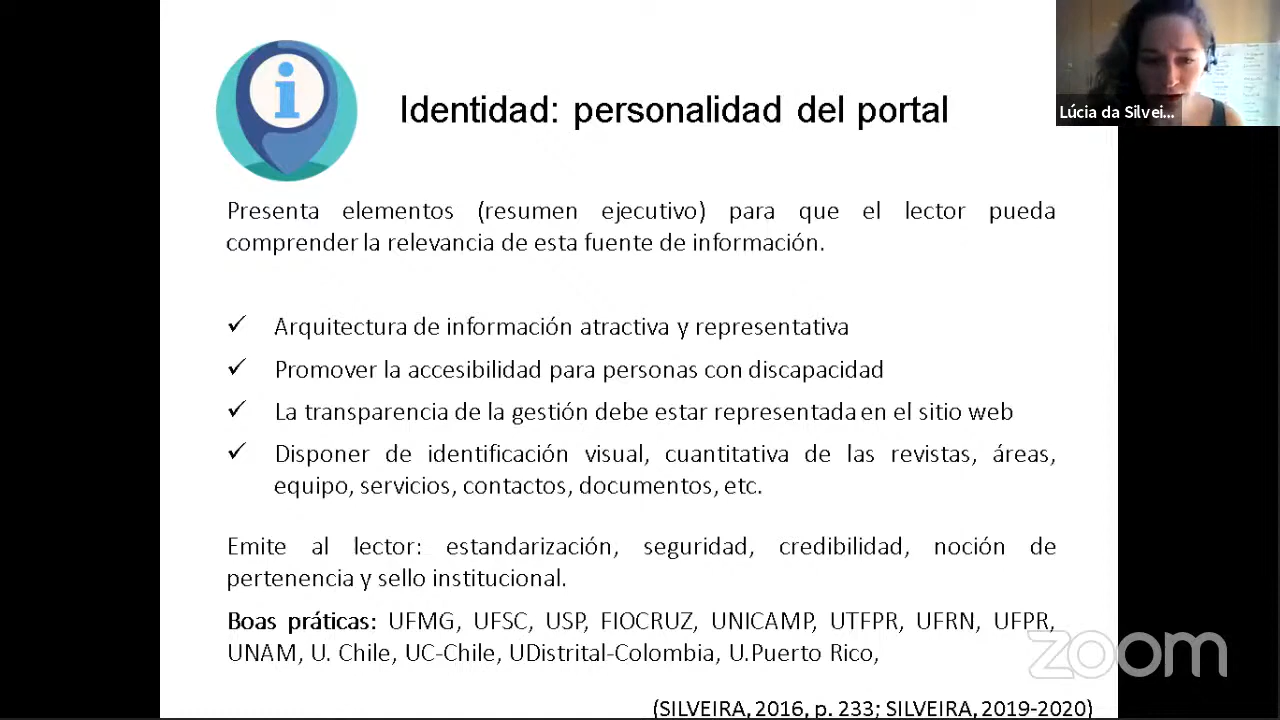 Identidad: personalidad del portal
Lúcia da Silvei...
Presenta elementos (resumen ejecutivo) para que el lector pueda
comprender la relevancia de esta fuente de información.
✓ Arquitectura de información atractiva y representativa
✓ Promover la accesibilidad para personas con discapacidad
✓ La transparencia de la gestión debe estar representada en el sitio web
✓ Disponer de identificación visual, cuantitativa de las revistas, áreas,
equipo, servicios, contactos, documentos, etc.
Emite al lector: estandarización, seguridad, credibilidad, noción de
pertenencia y sello institucional.
Boas práticas: UFMG, UFSC, USP, FIOCRUZ, UNICAMP, UTFPR, UFRN, UFPR,
UNAM, U. Chile, UC-Chile, UDistrital-Colombia, U.Puerto Rico,
zoom
(SILVEIRA, 2016, p. 233; SILVEIRA, 2019-2020)